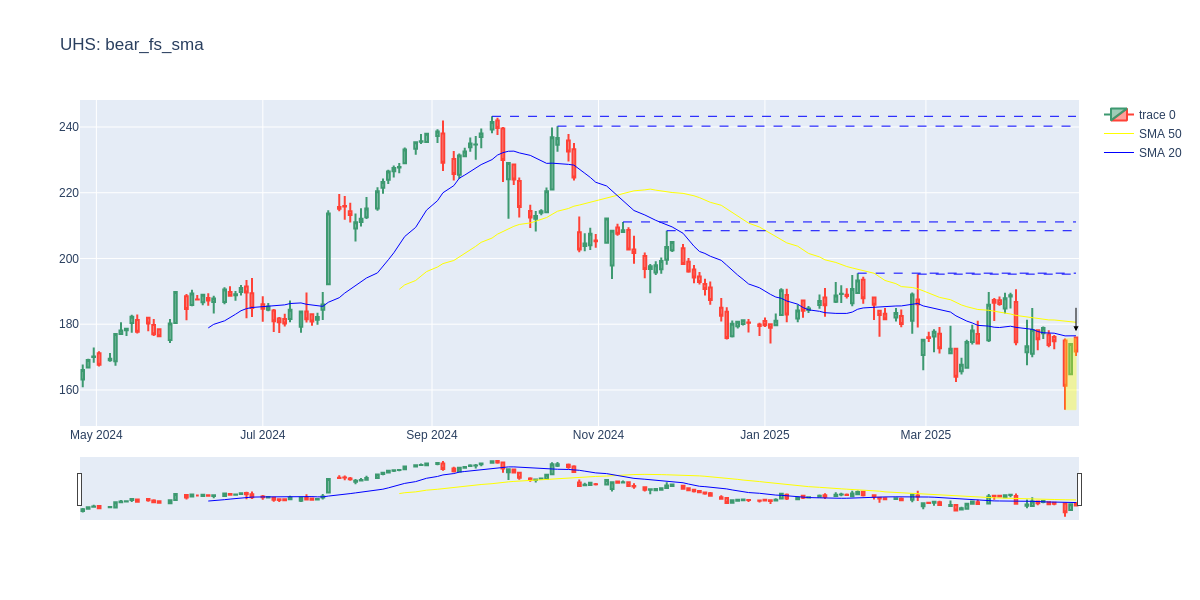 UHS: bear_fs_sma
trace 0
SMA 50
SMA 20
240
220
200
180
160
May 2024
Jul 2024
Sep 2024
Nov 2024
Jan 2025
Mar 2025